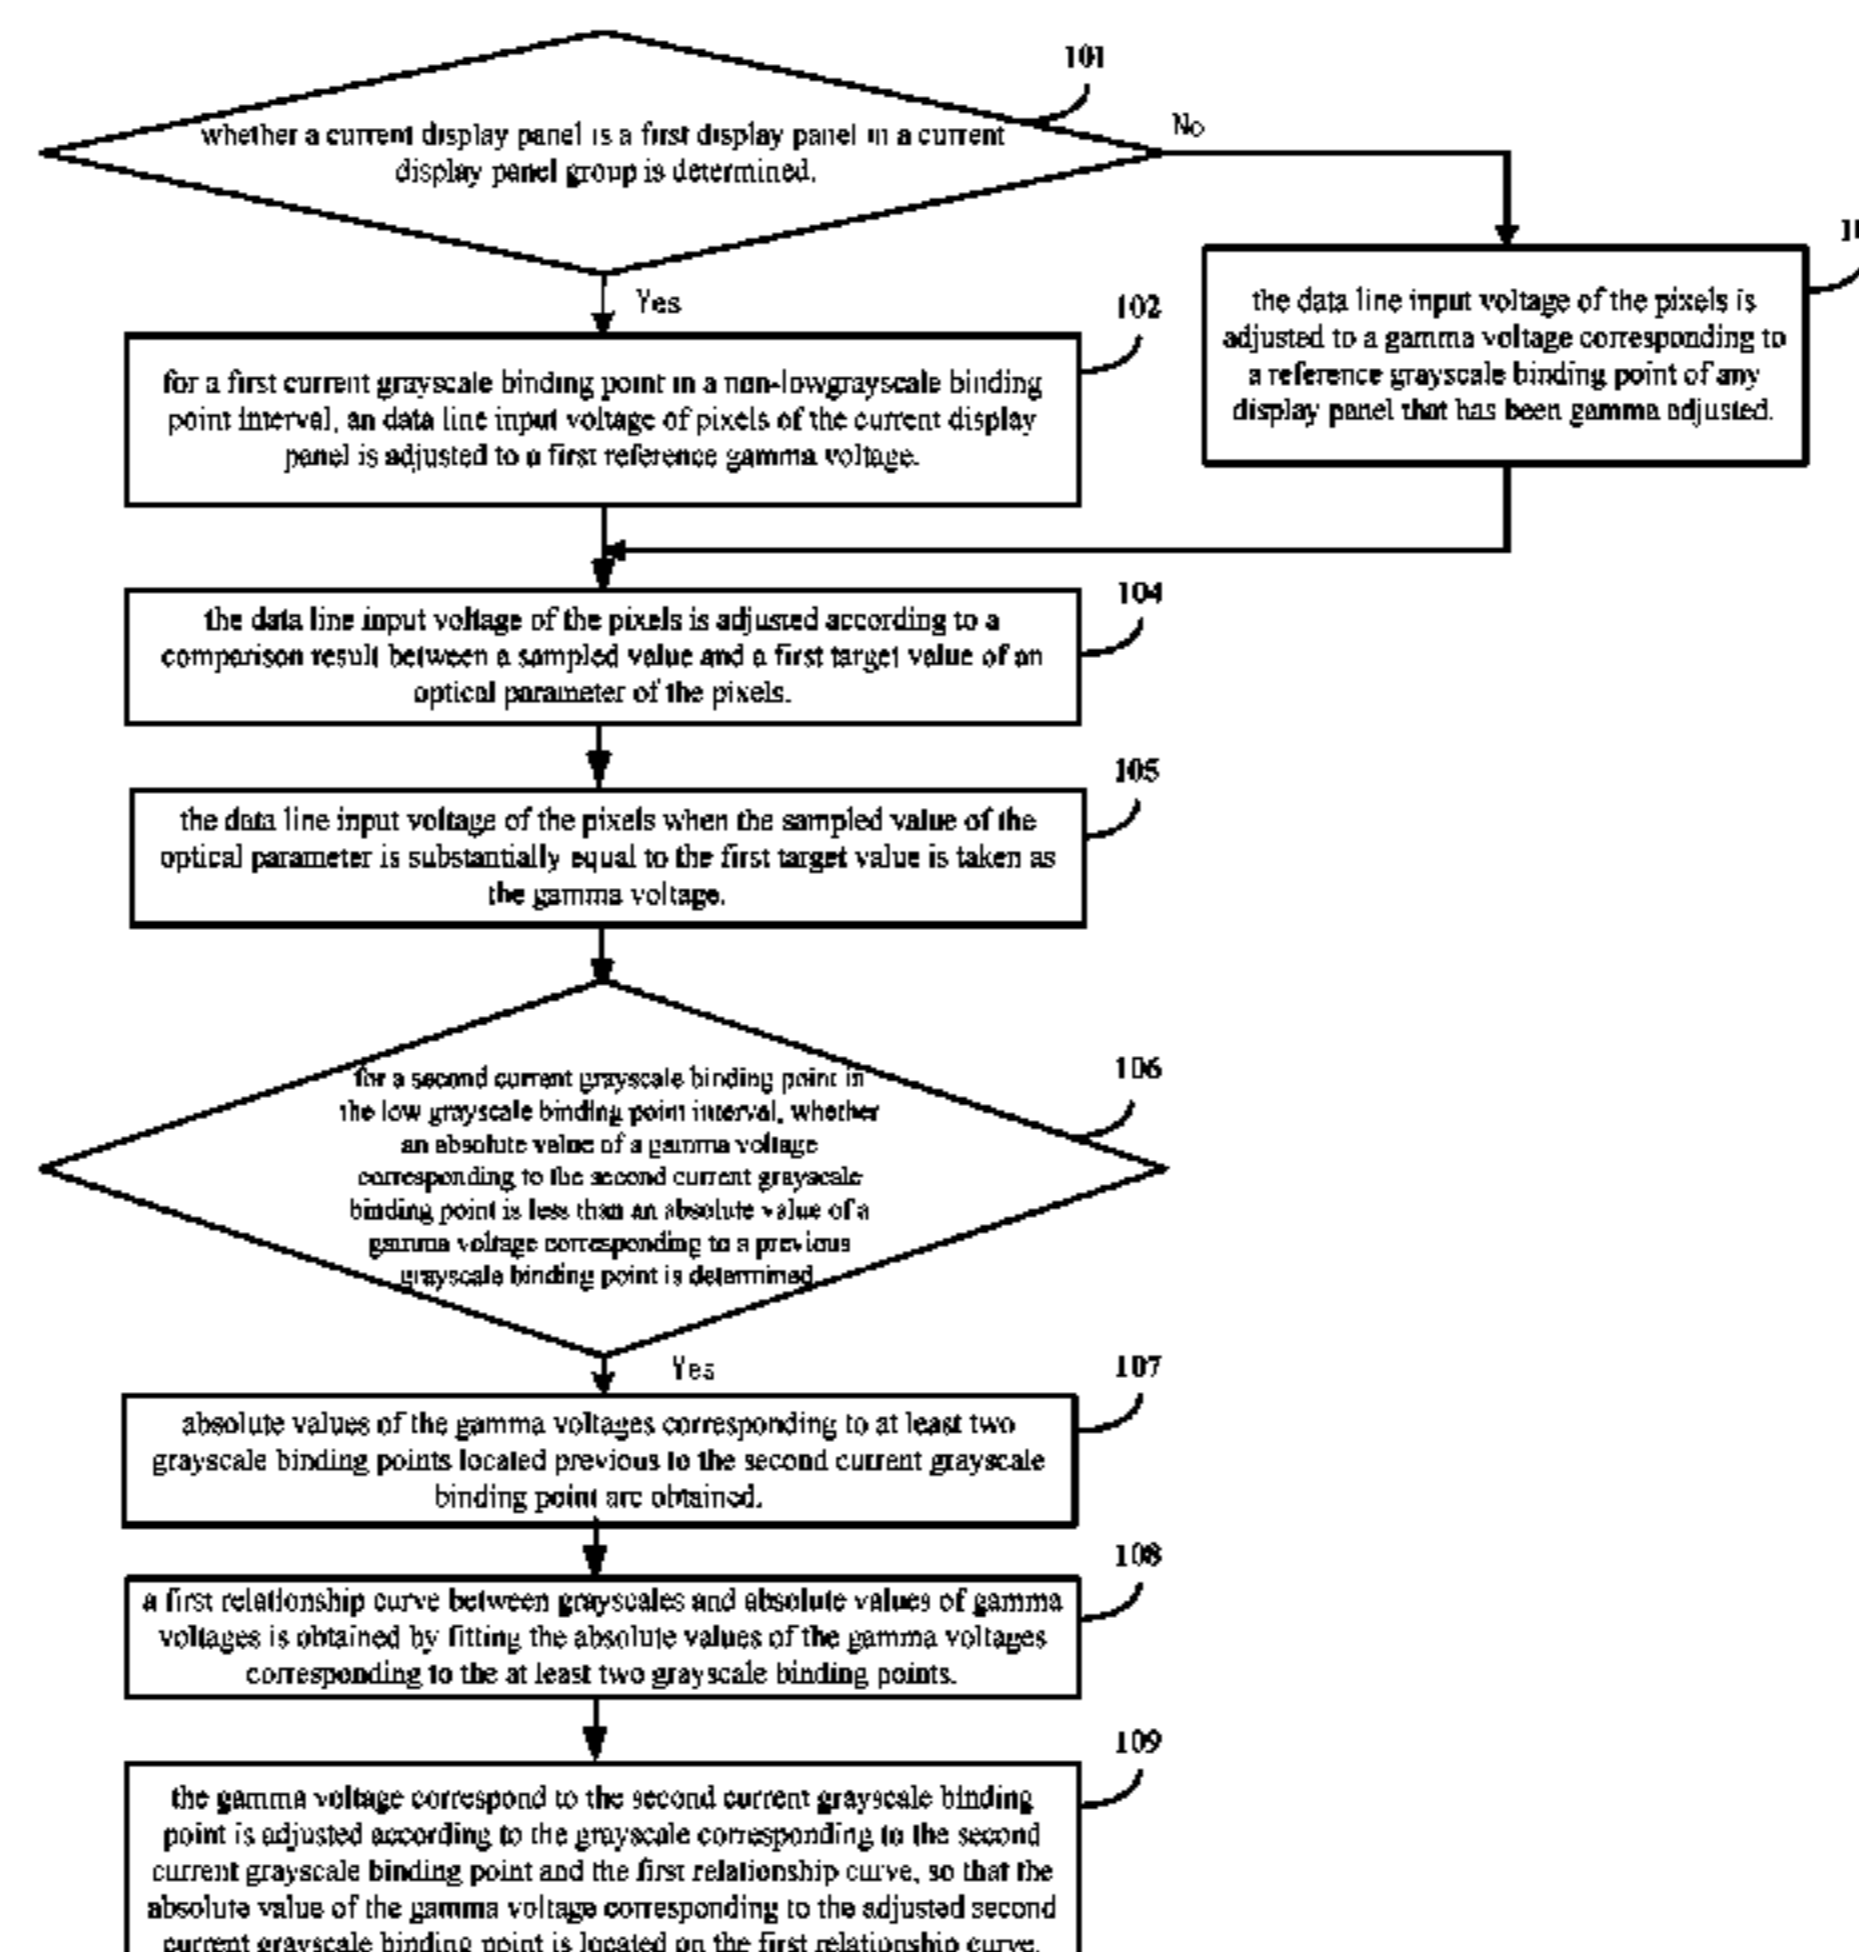 101
whether a current display panel is a first display panel in a current
display panel group is determined.
No
Yes
102
for a first current grayscale binding point in a non-lowgrayscale binding
point interval, an data line input voltage of pixels of the current display
panel is adjusted to a first reference gamma voltage.
the data line input voltage of the pixels is
adjusted to a gamma voltage corresponding to
a reference grayscale binding point of any
display panel that has been gamma adjusted.
104
the data line input voltage of the pixels is adjusted according to a
comparison result between a sampled value and a first target value of an
optical parameter of the pixels.
105
the data line input voltage of the pixels when the sampled value of the
optical parameter is substantially equal to the first target value is taken as
the gamma voltage.
106
for a second current grayscale binding point in
the low grayscale binding point interval, whether
an absolute value of a gamma voltage
corresponding to the second current grayscale
binding point is less than an absolute value of a
gamma voltage corresponding to a previous
grayscale binding point is determined
Yes
107
absolute values of the gamma voltages corresponding to at least two
grayscale binding points located previous to the second current grayscale
binding point are obtained.
108
a first relationship curve between grayscales and absolute values of gamma
voltages is obtained by fitting the absolute values of the gamma voltages
corresponding to the at least two grayscale binding points.
109
the gamma voltage correspond to the second current grayscale binding
point is adjusted according to the grayscale corresponding to the second
current grayscale binding point and the first relationship curve, so that the
absolute value of the gamma voltage corresponding to the adjusted second
current grayscale binding point is located on the first relationship curve.